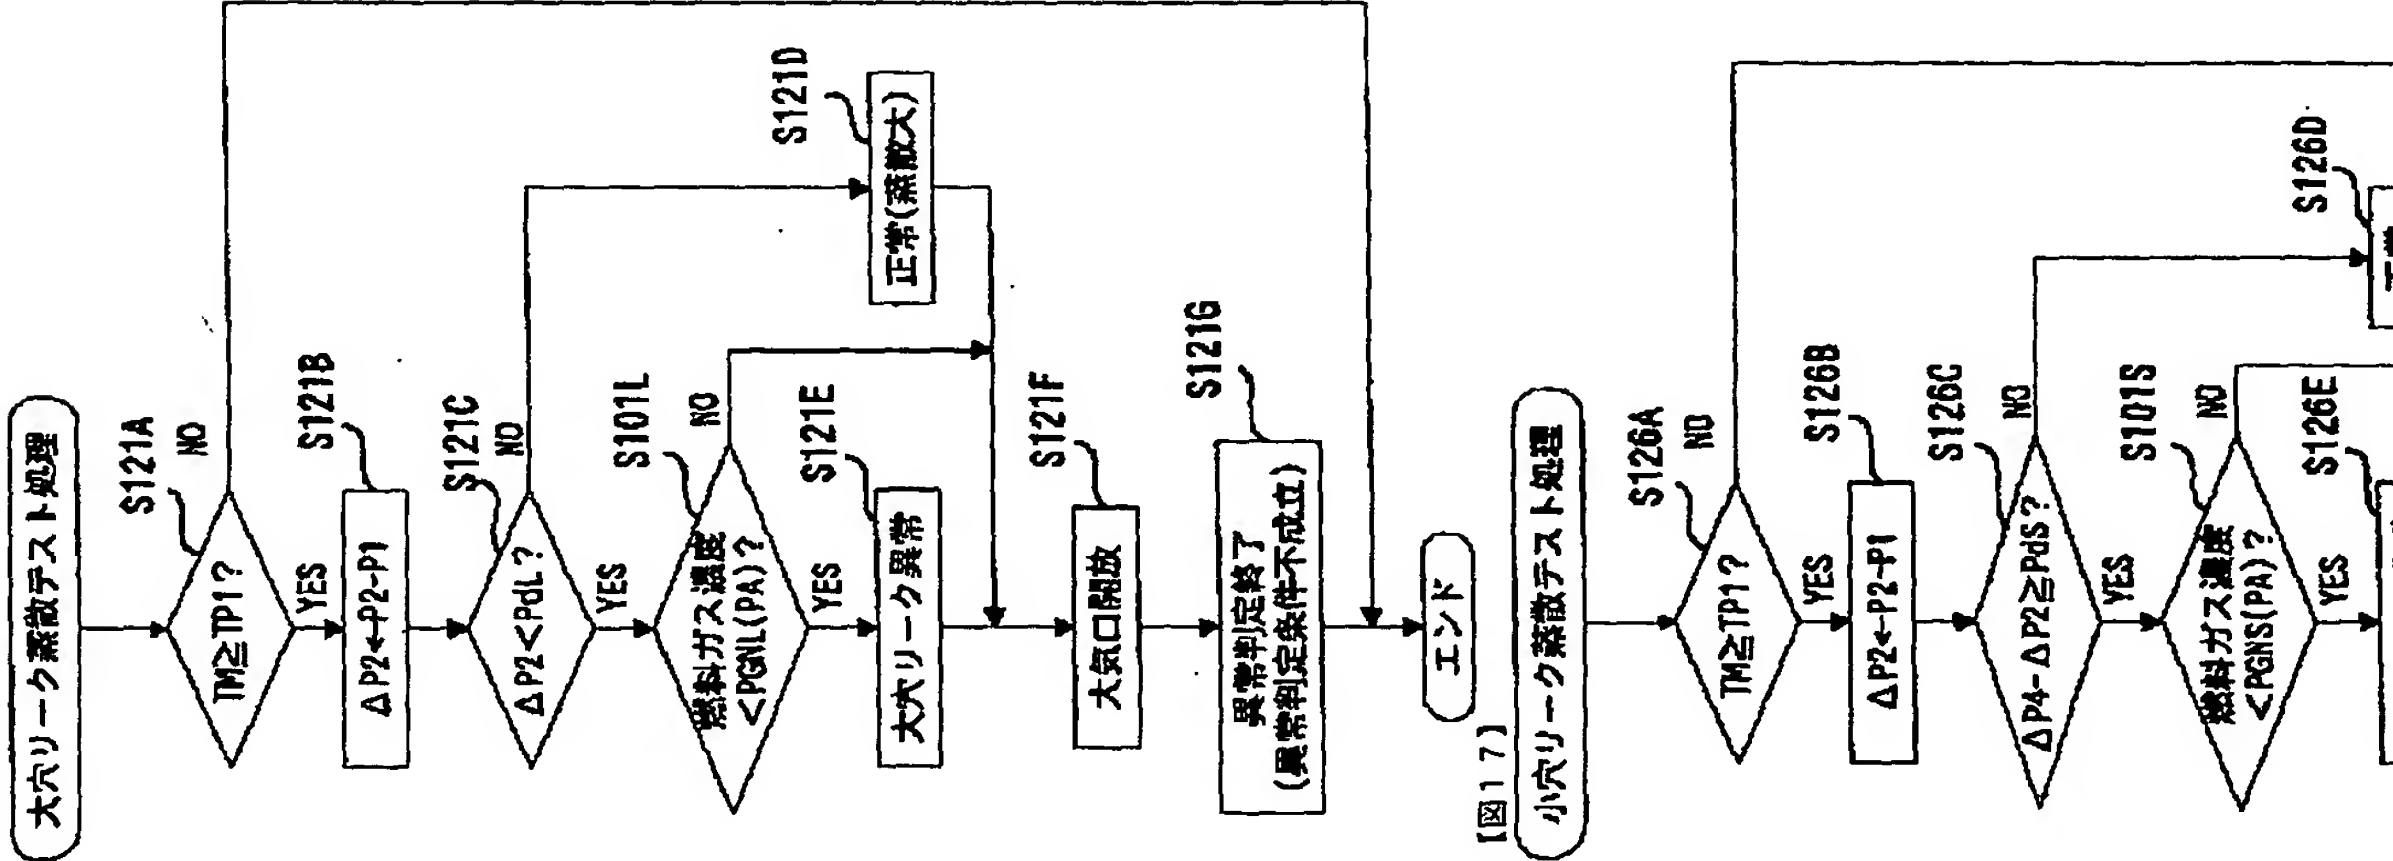 大穴リーク蒸散テスト処理
S121A
TM≧TP1?
NO
YES
S121B
ΔP2←P2-P1
S121C
ΔP2<PdL?
NO
YES
S101L
燃料ガス濃度
<PGNL(PA)?
NO
YES
S121D
正常(蒸散大)
S121E
大穴リーク異常
S121F
大気口開放
S121G
異常判定終了
(異常判定条件不成立)
エンド
【図17】
小穴リーク蒸散テスト処理
S126A
TM≧TP1?
NO
YES
S126B
ΔP2←P2-P1
S126C
ΔP4-ΔP2≧PdS?
NO
YES
S126D
S101S
燃料ガス濃度
<PGNS(PA)?
NO
YES
S126E